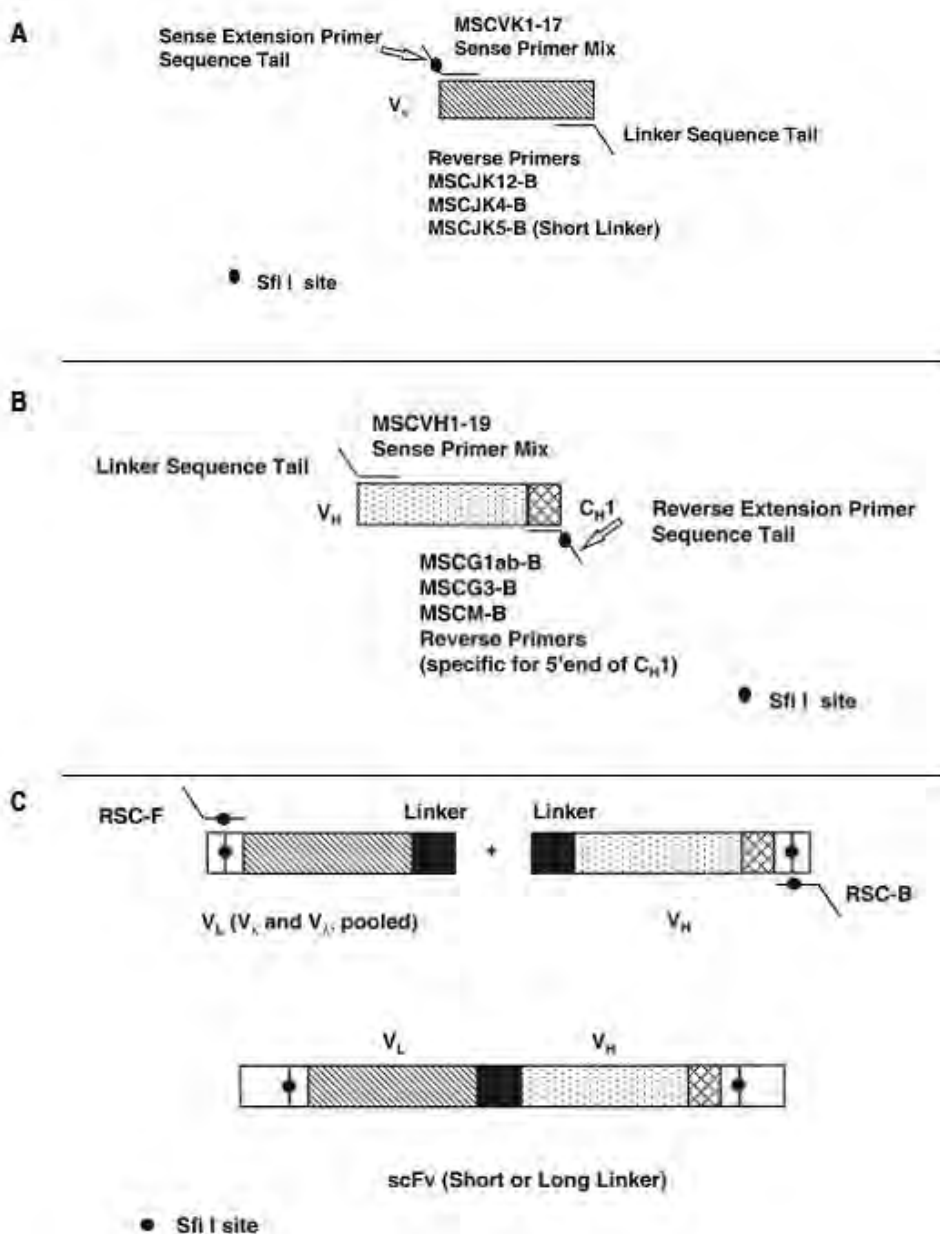 A
Sense Extension Primer
Sequence Tail
MSCVK1-17
Sense Primer Mix
Vκ
Linker Sequence Tail
Reverse Primers
MSCJK12-B
MSCJK4-B
MSCJK5-B (Short Linker)
Sfi I site
B
MSCVH1-19
Sense Primer Mix
Linker Sequence Tail
VH
CH1
Reverse Extension Primer
Sequence Tail
MSCG1ab-B
MSCG3-B
MSCM-B
Reverse Primers
(specific for 5'end of CH1)
Sfi I site
C
RSC-F
Linker
+
Linker
RSC-B
VL (Vκ and Vλ, pooled)
VH
VL
VH
scFv (Short or Long Linker)
Sfi I site